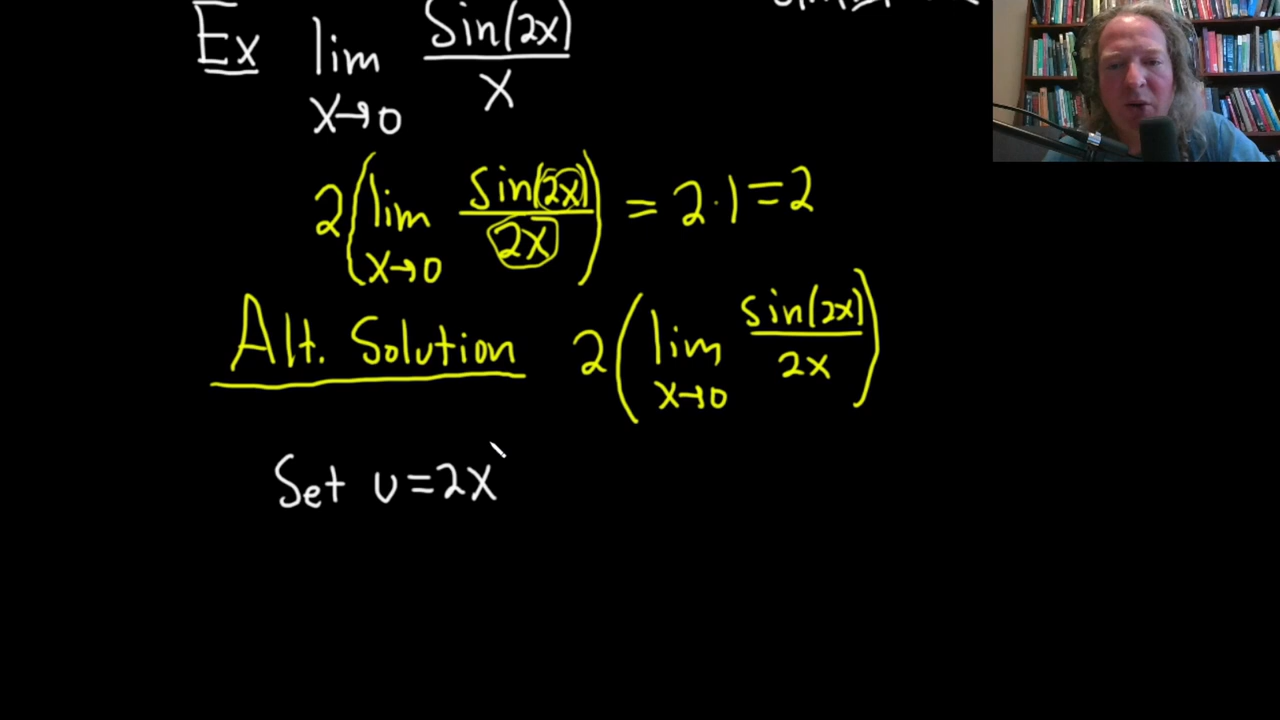 Ex lim x→0 Sin(2x)/x
2(lim x→0 sin(2x)/2x) = 2·1=2
Alt. Solution 2(lim x→0 sin(2x)/2x)
Set u=2x